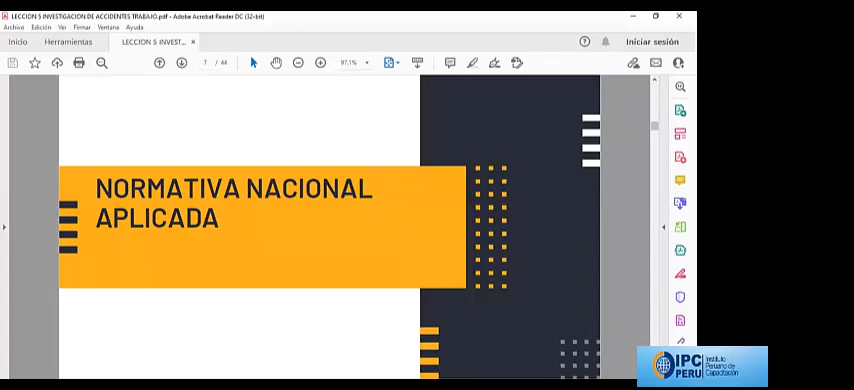 LECCION 5 INVESTIGACION DE ACCIDENTES TRABAJO.pdf - Adobe Acrobat Reader DC (32-bit)
Archivo Edición Ver Firmar Ventana Ayuda
Inicio Herramientas LECCION 5 INVEST... × Iniciar sesión
7 / 44 97,1%
NORMATIVA NACIONAL
APLICADA
IPC
PERU
Instituto
Peruano de
Capacitación